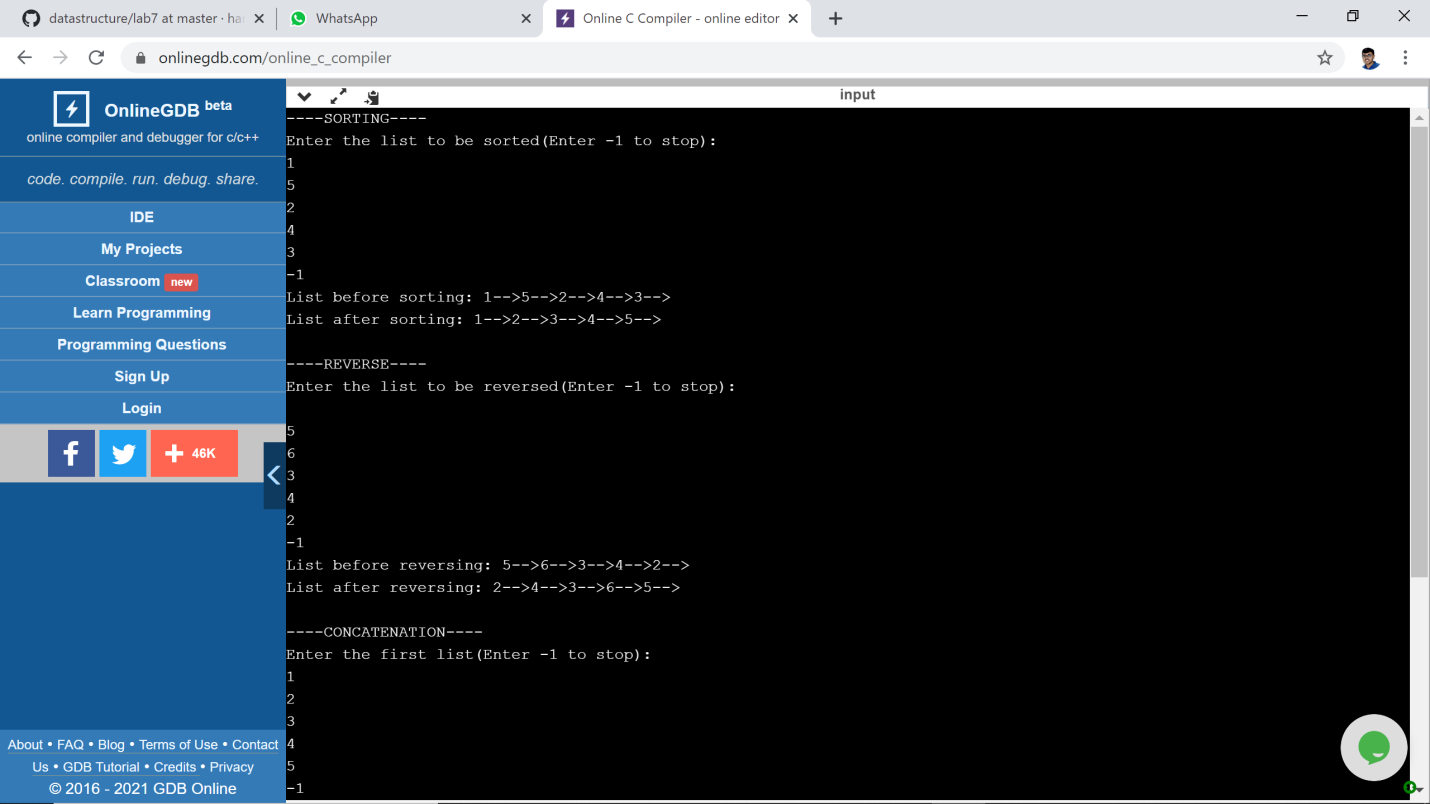 datastructure/lab7 at master · ha
WhatsApp
Online C Compiler - online editor
onlinegdb.com/online_c_compiler
OnlineGDB beta
online compiler and debugger for c/c++
code. compile. run. debug. share.
IDE
My Projects
Classroom new
Learn Programming
Programming Questions
Sign Up
Login
46K
About • FAQ • Blog • Terms of Use • Contact
Us • GDB Tutorial • Credits • Privacy
© 2016 - 2021 GDB Online
input
----SORTING----
Enter the list to be sorted(Enter -1 to stop):
1
5
2
4
3
-1
List before sorting: 1-->5-->2-->4-->3-->
List after sorting: 1-->2-->3-->4-->5-->
----REVERSE----
Enter the list to be reversed(Enter -1 to stop):
5
6
3
4
2
-1
List before reversing: 5-->6-->3-->4-->2-->
List after reversing: 2-->4-->3-->6-->5-->
----CONCATENATION----
Enter the first list(Enter -1 to stop):
1
2
3
4
5
-1